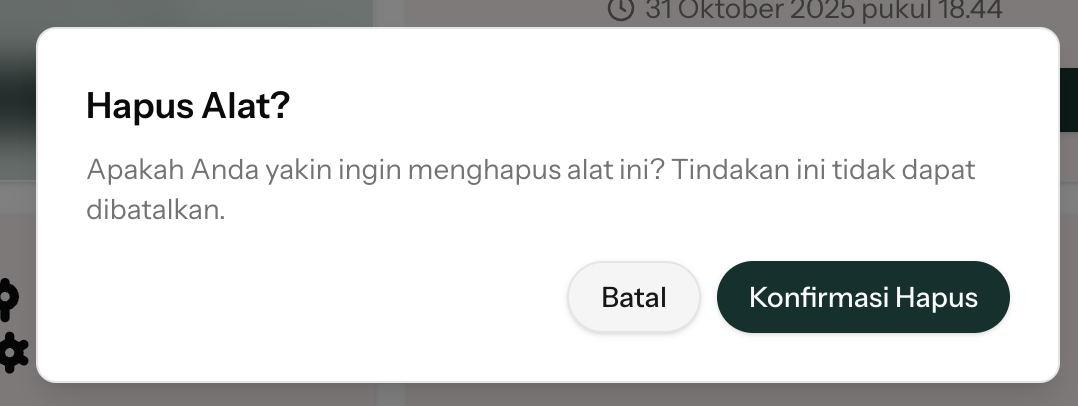 31 Oktober 2025 pukul 18.44
Hapus Alat?
Apakah Anda yakin ingin menghapus alat ini? Tindakan ini tidak dapat
dibatalkan.
Batal
Konfirmasi Hapus